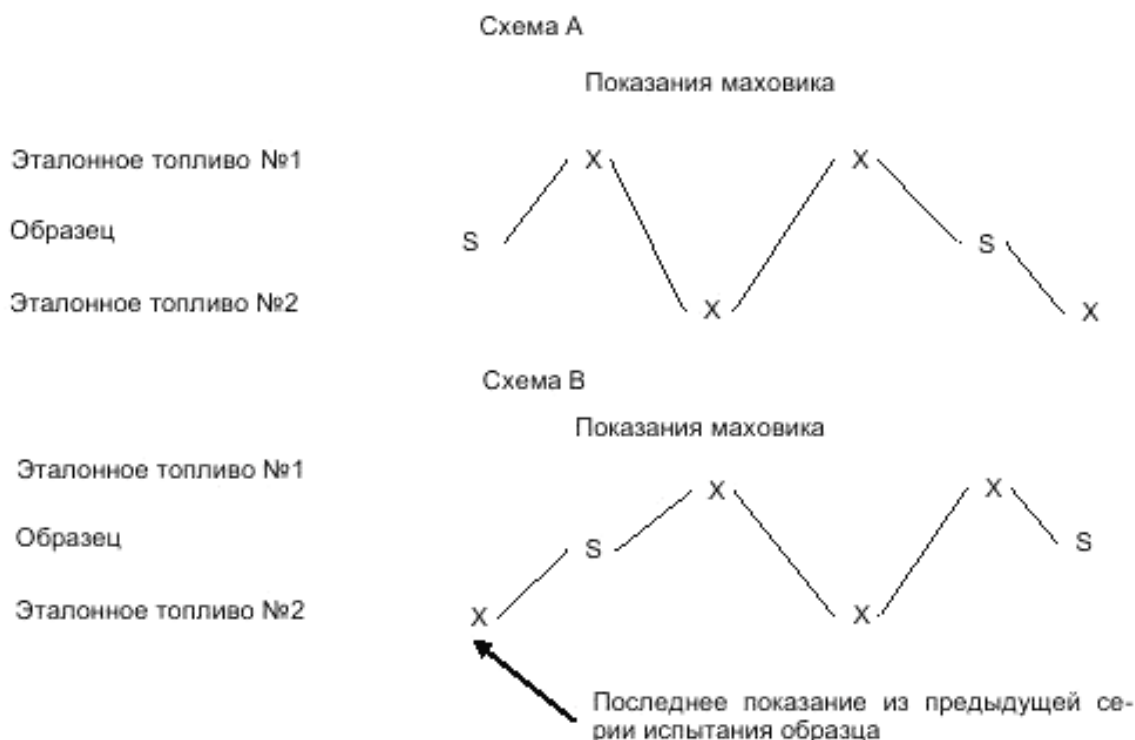 Схема А
Показания маховика
Эталонное топливо №1
X
X
Образец
S
S
Эталонное топливо №2
X
X
Схема В
Показания маховика
Эталонное топливо №1
X
X
Образец
S
S
Эталонное топливо №2
X
X
Последнее показание из предыдущей се-
рии испытания образца